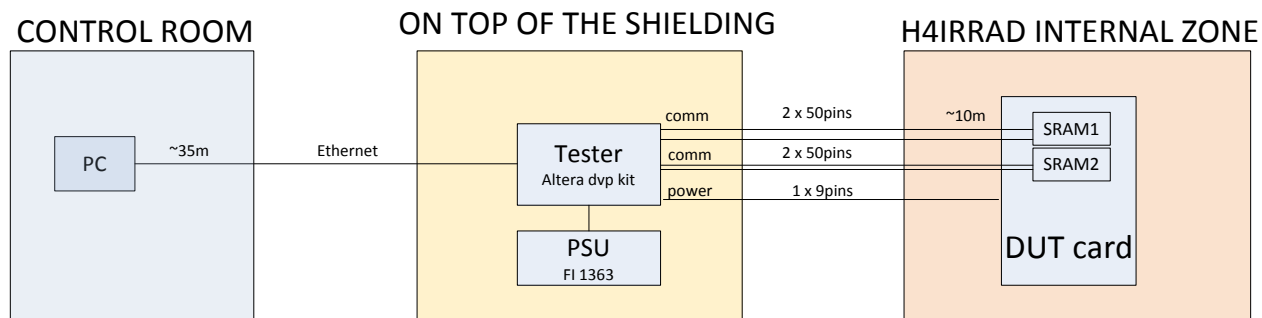 CONTROL ROOM
ON TOP OF THE SHIELDING
H4IRRAD INTERNAL ZONE
PC
~35m
Ethernet
Tester
Altera dvp kit
PSU
FI 1363
comm
2 x 50pins
~10m
comm
2 x 50pins
power
1 x 9pins
SRAM1
SRAM2
DUT card